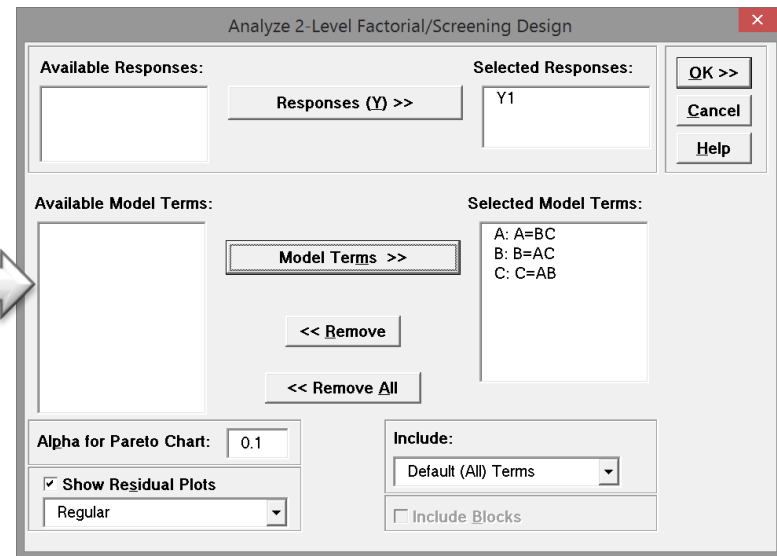 Analyze 2-Level Factorial/Screening Design
Available Responses:
Responses (Y) >>
Selected Responses:
Y1
OK >>
Cancel
Help
Available Model Terms:
Model Terms >>
<< Remove
<< Remove All
Selected Model Terms:
A: A=BC
B: B=AC
C: C=AB
Alpha for Pareto Chart: 0.1
Show Residual Plots
Regular
Include:
Default (All) Terms
Include Blocks